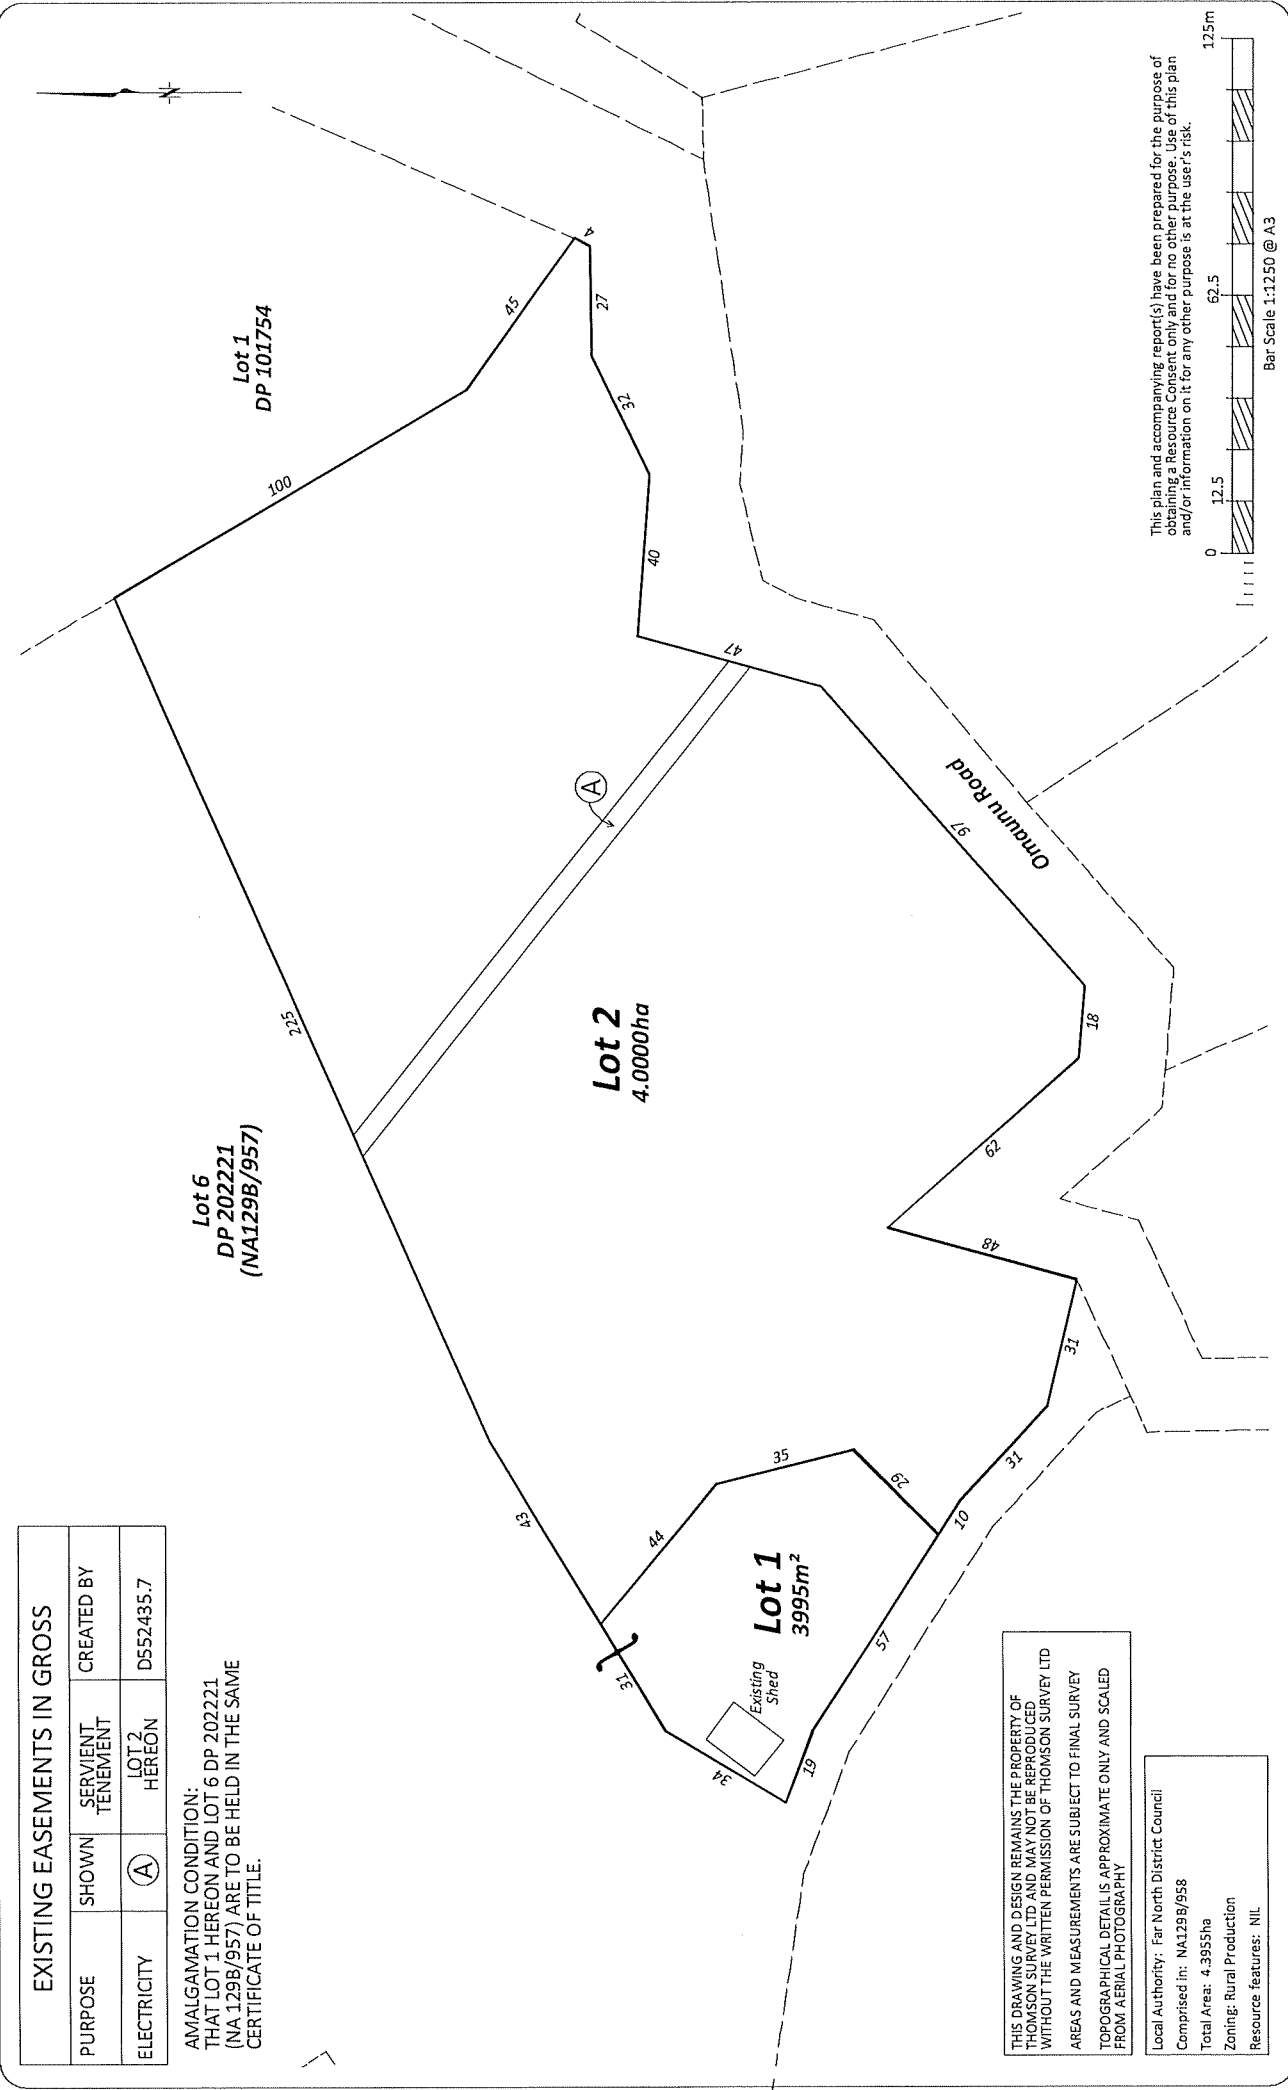 EXISTING EASEMENTS IN GROSS
PURPOSE
SHOWN
SERVIENT
TENEMENT
CREATED BY
ELECTRICITY
A
LOT 2
HEREON
D552435.7
AMALGAMATION CONDITION:
THAT LOT 1 HEREON AND LOT 6 DP 202221
(NA 129B/957) ARE TO BE HELD IN THE SAME
CERTIFICATE OF TITLE.
N
Lot 6
DP 202221
(NA129B/957)
Lot 1
DP 101754
225
100
45
4
27
32
40
47
97
18
62
48
31
31
10
57
19
34
31
43
44
35
29
A
Lot 2
4.0000ha
Lot 1
3995m²
Existing
Shed
Omaunu Road
THIS DRAWING AND DESIGN REMAINS THE PROPERTY OF
THOMSON SURVEY LTD AND MAY NOT BE REPRODUCED
WITHOUT THE WRITTEN PERMISSION OF THOMSON SURVEY LTD
AREAS AND MEASUREMENTS ARE SUBJECT TO FINAL SURVEY
TOPOGRAPHICAL DETAIL IS APPROXIMATE ONLY AND SCALED
FROM AERIAL PHOTOGRAPHY
Local Authority: Far North District Council
Comprised in: NA129B/958
Total Area: 4.3955ha
Zoning: Rural Production
Resource features: NIL
This plan and accompanying report(s) have been prepared for the purpose of
obtaining a Resource Consent only and for no other purpose. Use of this plan
and/or information on it for any other purpose is at the user's risk.
0
12.5
62.5
125m
Bar Scale 1:1250 @ A3